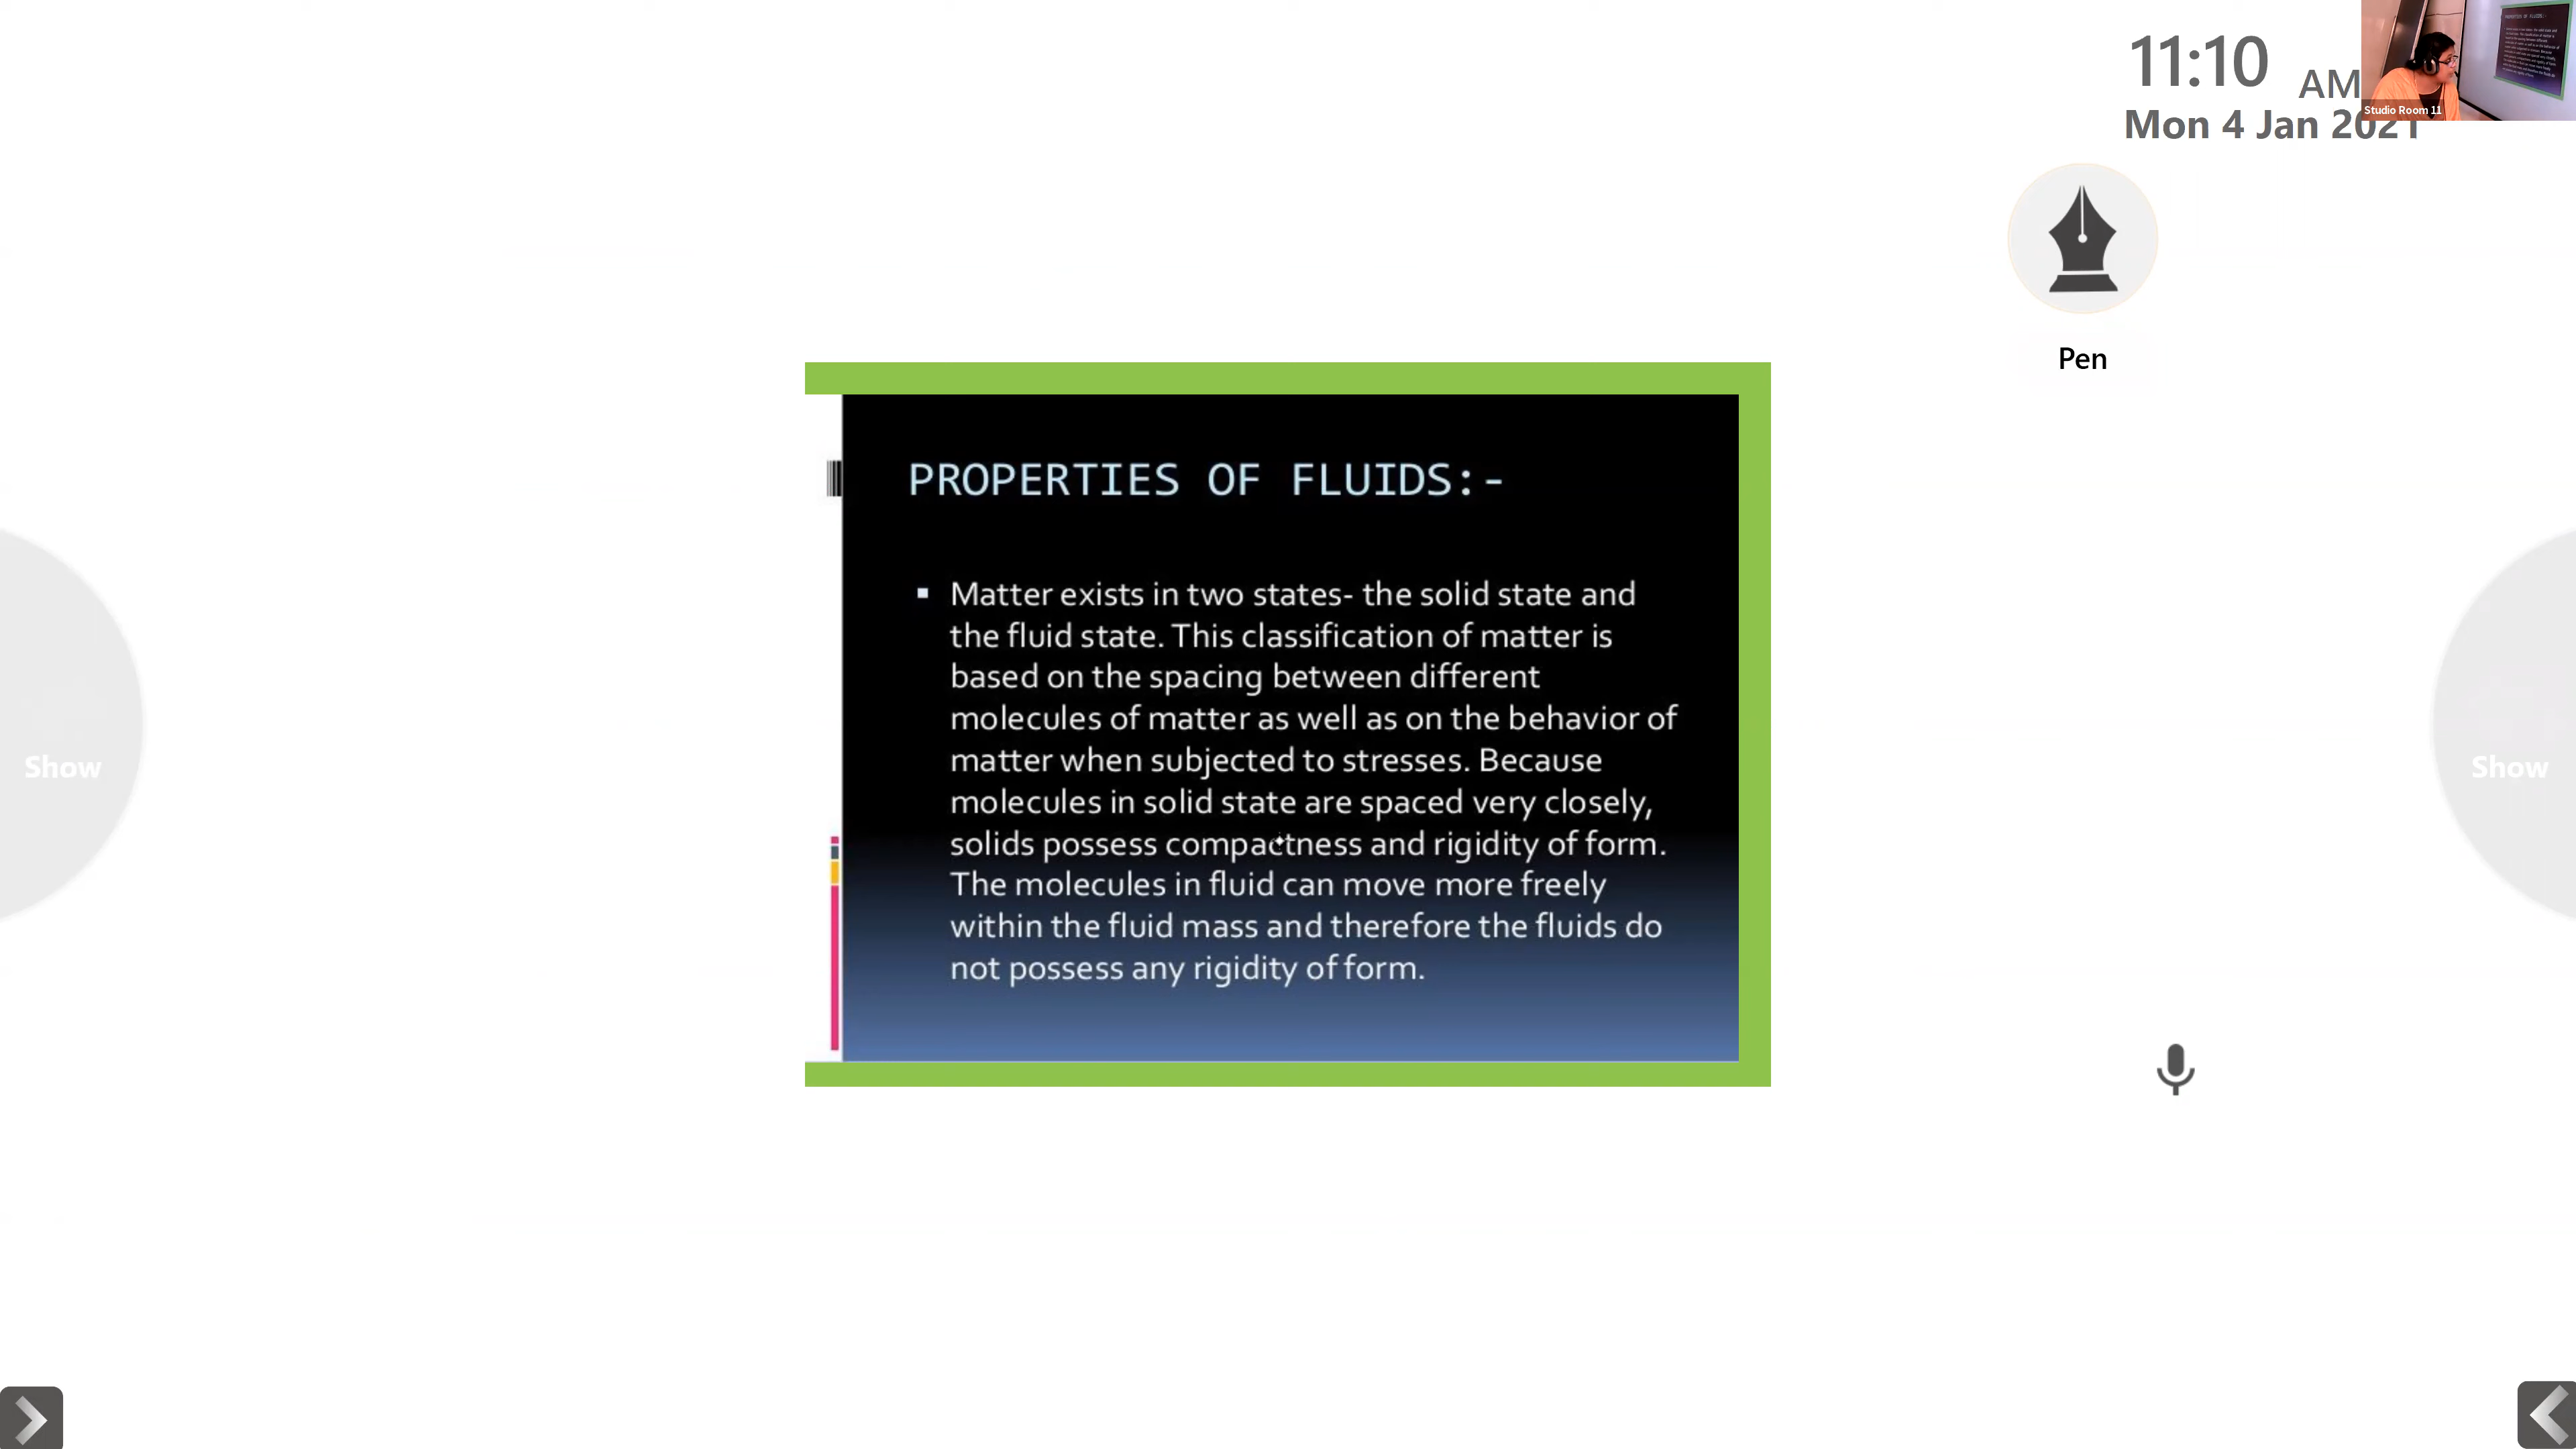 11:10 AM
Mon 4 Jan 2021
Studio Room 11
Pen
PROPERTIES OF FLUIDS:-
▪ Matter exists in two states- the solid state and
the fluid state. This classification of matter is
based on the spacing between different
molecules of matter as well as on the behavior of
matter when subjected to stresses. Because
molecules in solid state are spaced very closely,
solids possess compactness and rigidity of form.
The molecules in fluid can move more freely
within the fluid mass and therefore the fluids do
not possess any rigidity of form.
Show
Show